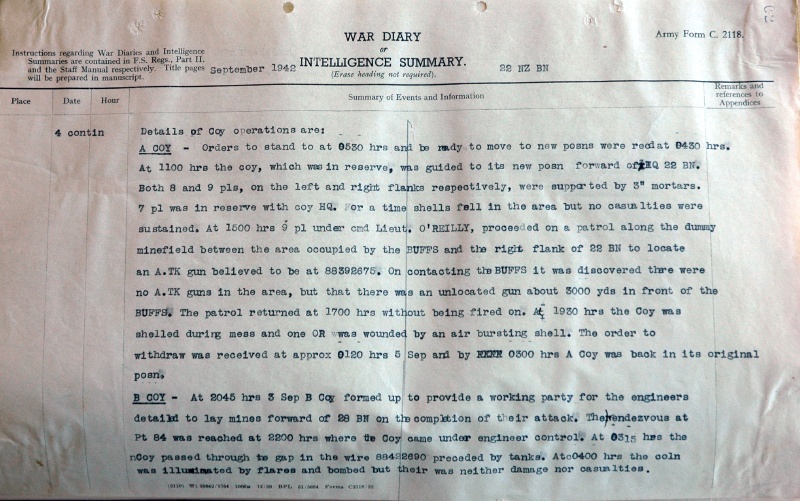 WAR DIARY
or
INTELLIGENCE SUMMARY.
(Erase heading not required).
Army Form C. 2118.
Instructions regarding War Diaries and Intelligence
Summaries are contained in F.S. Regs., Part II.
and the Staff Manual respectively. Title pages
will be prepared in manuscript.
September 1942
22 NZ BN
Place
Date
Hour
Summary of Events and Information
Remarks and
references to
Appendices
4 contin
Details of Coy operations are:
A COY - Orders to stand to at 0530 hrs and be ready to move to new posns were recd at 0430 hrs.
At 1100 hrs the coy, which was in reserve, was guided to its new posn forward of HQ 22 BN.
Both 8 and 9 pls, on the left and right flanks respectively, were supported by 3" mortars.
7 pl was in reserve with coy HQ. For a time shells fell in the area but no casualties were
sustained. At 1500 hrs 9 pl under cmd Lieut. O'REILLY, proceeded on a patrol along the dummy
minefield between the area occupied by the BUFFS and the right flank of 22 BN to locate
an A.TK gun believed to be at 88392675. On contacting the BUFFS it was discovered there were
no A.TK guns in the area, but that there was an unlocated gun about 3000 yds in front of the
BUFFS. The patrol returned at 1700 hrs without being fired on. At 1930 hrs the Coy was
shelled during mess and one OR was wounded by an air bursting shell. The order to
withdraw was received at approx 0120 hrs 5 Sep and by 0300 hrs A Coy was back in its original
posn.
B COY - At 2045 hrs 3 Sep B Coy formed up to provide a working party for the engineers
detaild to lay mines forward of 28 BN on the completion of their attack. The rendezvous at
Pt 84 was reached at 2200 hrs where the Coy came under engineer control. At 0315 hrs the
Coy passed through the gap in the wire 88422690 preceded by tanks. At 0400 hrs the coln
was illuminated by flares and bombed but their was neither damage nor casualties.